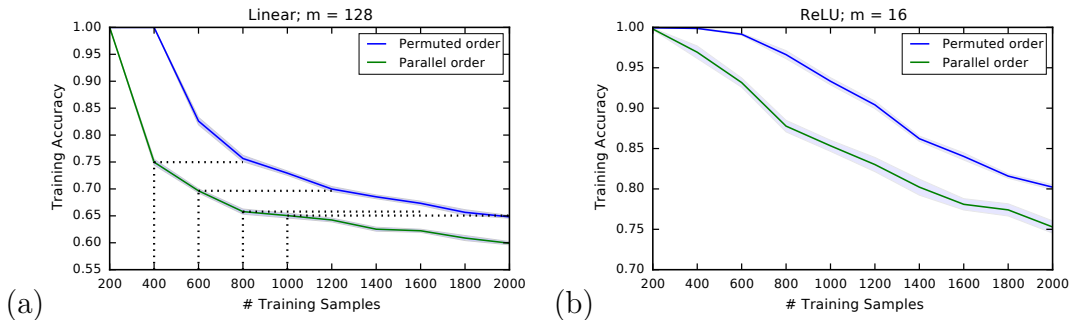 Linear; m = 128
1.00
0.95
0.90
0.85
0.80
0.75
0.70
0.65
0.60
0.55
Training Accuracy
Permuted order
Parallel order
200 400 600 800 1000 1200 1400 1600 1800 2000
# Training Samples
(a)
ReLU; m = 16
1.00
0.95
0.90
0.85
0.80
0.75
0.70
Training Accuracy
Permuted order
Parallel order
200 400 600 800 1000 1200 1400 1600 1800 2000
# Training Samples
(b)